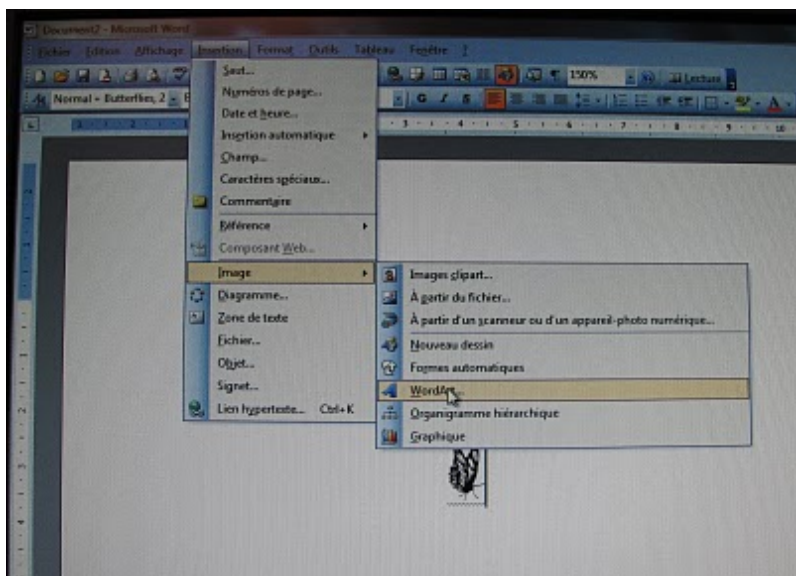 Document2 - Microsoft Word
Fichier Edition Affichage Insertion Format Outils Tableau Fenêtre ?
150% Lecture
Normal + Butterflies, 2
G I S
Saut...
Numéros de page...
Date et heure...
Insertion automatique
Champ...
Caractères spéciaux...
Commentaire
Référence
Composant Web...
Image
Diagramme...
Zone de texte
Fichier...
Objet...
Signet...
Lien hypertexte... Ctrl+K
Images clipart...
À partir du fichier...
À partir d'un scanneur ou d'un appareil-photo numérique...
Nouveau dessin
Formes automatiques
WordArt...
Organigramme hiérarchique
Graphique